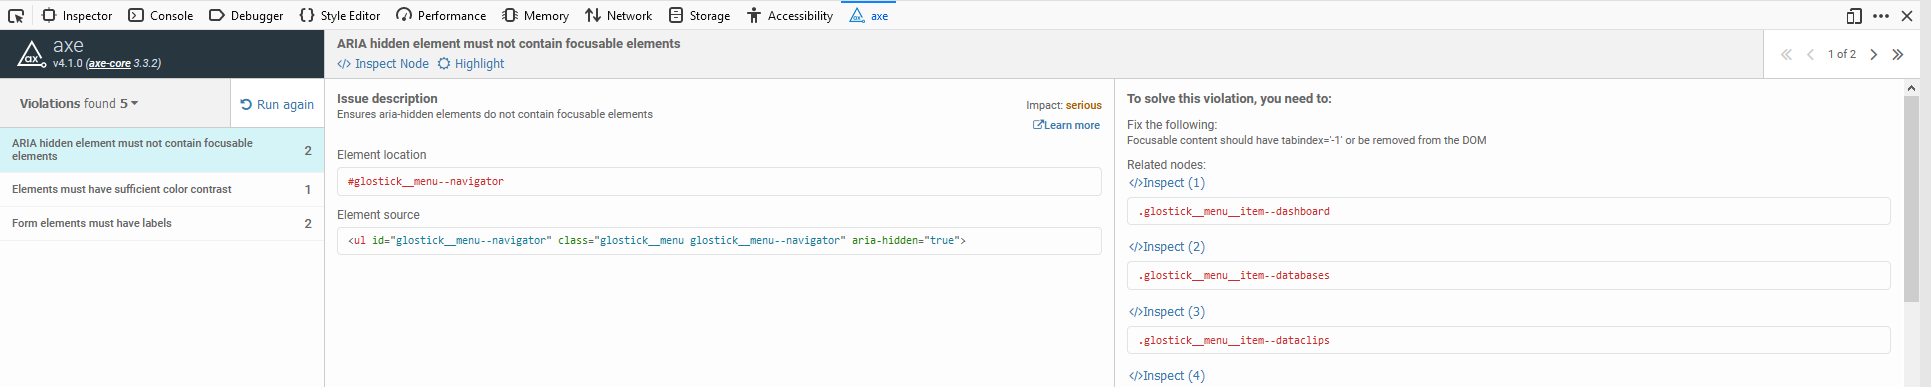 Inspector Console Debugger Style Editor Performance Memory Network Storage Accessibility axe
axe
v4.1.0 (axe-core 3.3.2)
Violations found 5
Run again
ARIA hidden element must not contain focusable
elements
2
Elements must have sufficient color contrast 1
Form elements must have labels 2
ARIA hidden element must not contain focusable elements
</> Inspect Node Highlight
1 of 2
Issue description
Ensures aria-hidden elements do not contain focusable elements
Impact: serious
Learn more
Element location
#glostick__menu--navigator
Element source
<ul id="glostick__menu--navigator" class="glostick__menu glostick__menu--navigator" aria-hidden="true">
To solve this violation, you need to:
Fix the following:
Focusable content should have tabindex='-1' or be removed from the DOM
Related nodes:
</>Inspect (1)
.glostick__menu__item--dashboard
</>Inspect (2)
.glostick__menu__item--databases
</>Inspect (3)
.glostick__menu__item--dataclips
</>Inspect (4)